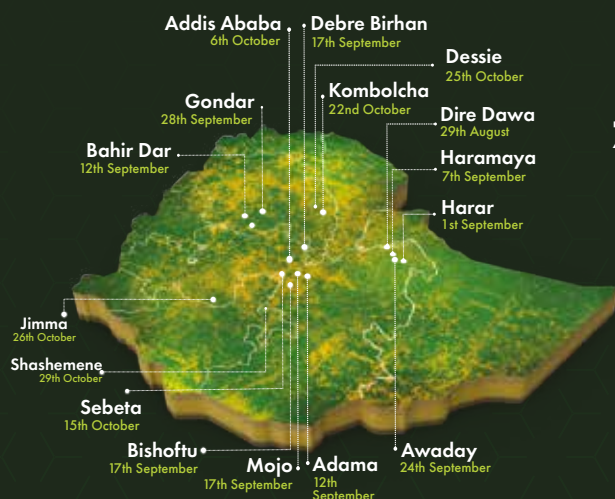 Addis Ababa
6th October
Debre Birhan
17th September
Dessie
25th October
Gondar
28th September
Kombolcha
22nd October
Dire Dawa
29th August
Bahir Dar
12th September
Haramaya
7th September
Harar
1st September
Jimma
26th October
Shashemene
29th October
Sebeta
15th October
Bishoftu
17th September
Mojo
17th September
Adama
12th
September
Awaday
24th September